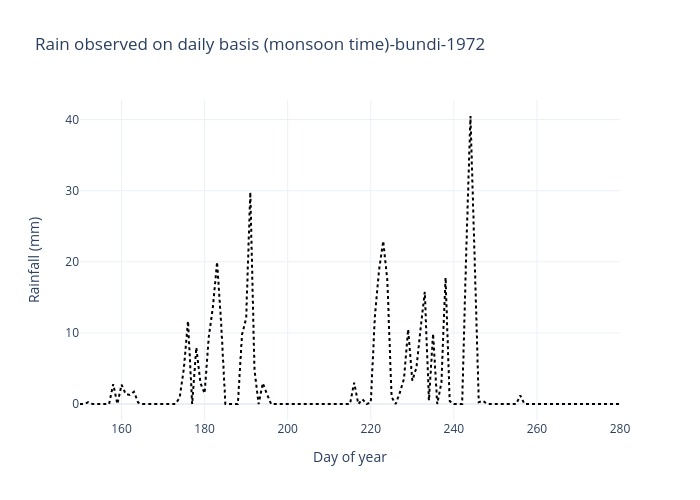 Rain observed on daily basis (monsoon time)-bundi-1972
40
30
20
10
0
Rainfall (mm)
160 180 200 220 240 260 280
Day of year